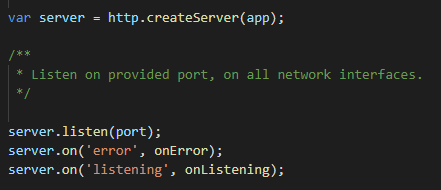 var server = http.createServer(app);
/**
* Listen on provided port, on all network interfaces.
*/
server.listen(port);
server.on('error', onError);
server.on('listening', onListening);